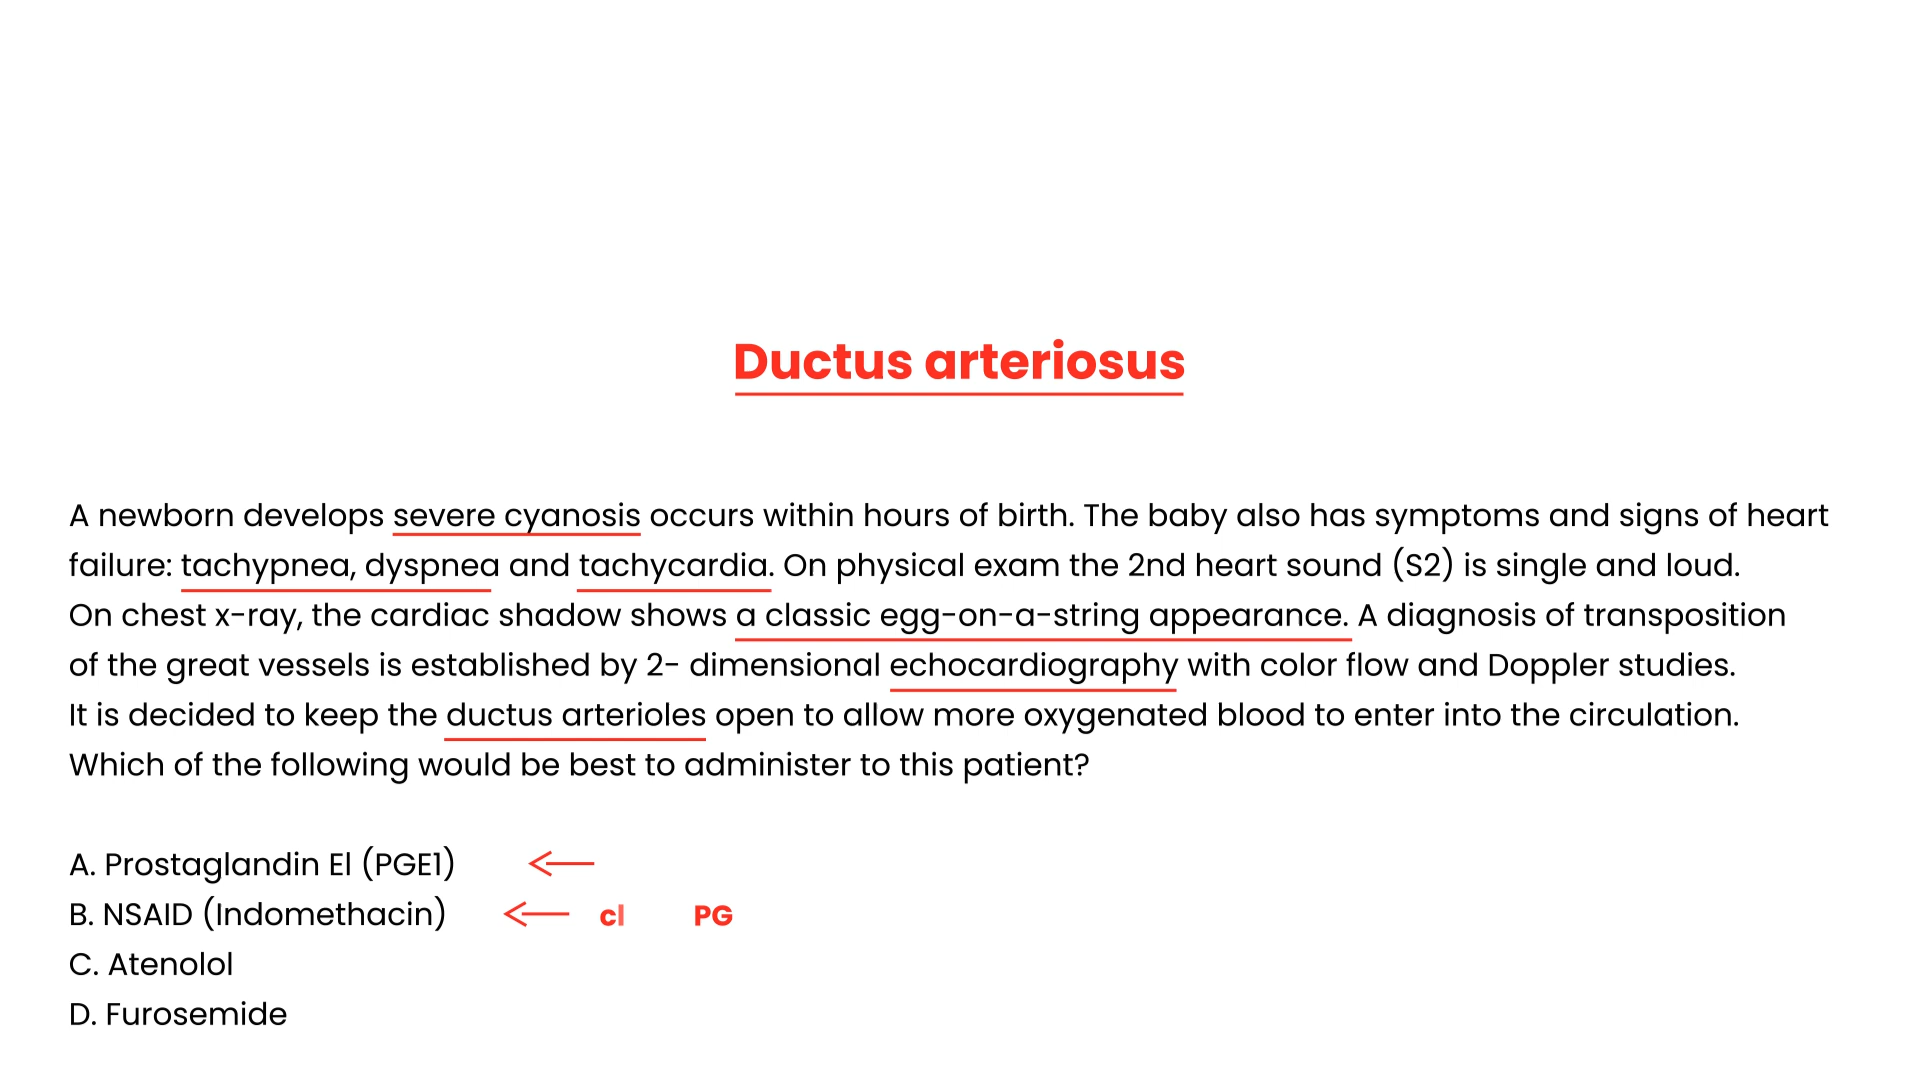 Ductus arteriosus
A newborn develops severe cyanosis occurs within hours of birth. The baby also has symptoms and signs of heart
failure: tachypnea, dyspnea and tachycardia. On physical exam the 2nd heart sound (S2) is single and loud.
On chest x-ray, the cardiac shadow shows a classic egg-on-a-string appearance. A diagnosis of transposition
of the great vessels is established by 2- dimensional echocardiography with color flow and Doppler studies.
It is decided to keep the ductus arterioles open to allow more oxygenated blood to enter into the circulation.
Which of the following would be best to administer to this patient?
A. Prostaglandin El (PGE1)
B. NSAID (Indomethacin) cl PG
C. Atenolol
D. Furosemide